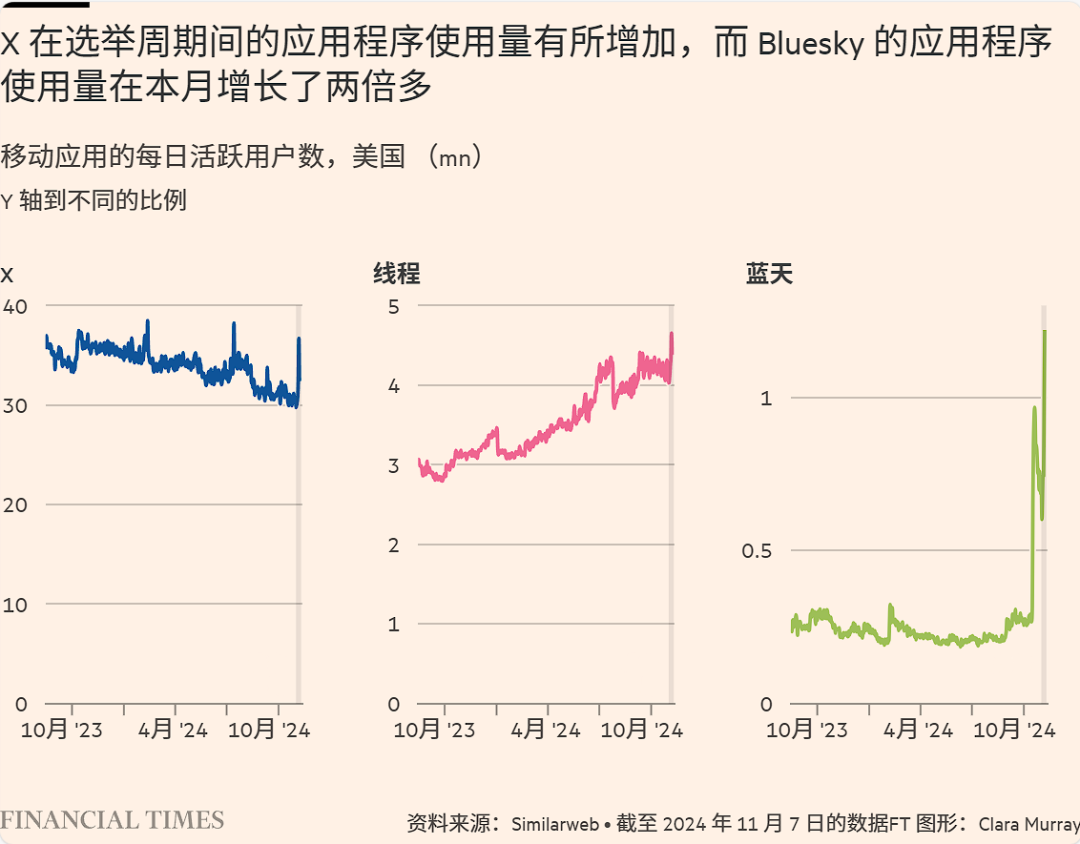 X 在选举周期间的应用程序使用量有所增加，而 Bluesky 的应用程序
使用量在本月增长了两倍多
移动应用的每日活跃用户数，美国 （mn）
Y 轴到不同的比例
X
40
30
20
10
0
10月 '23
4月 '24
10月 '24
线程
5
4
3
2
1
0
10月 '23
4月 '24
10月 '24
蓝天
1
0.5
0
10月 '23
4月 '24
10月 '24
FINANCIAL TIMES
资料来源：Similarweb • 截至 2024 年 11 月 7 日的数据FT 图形：Clara Murray